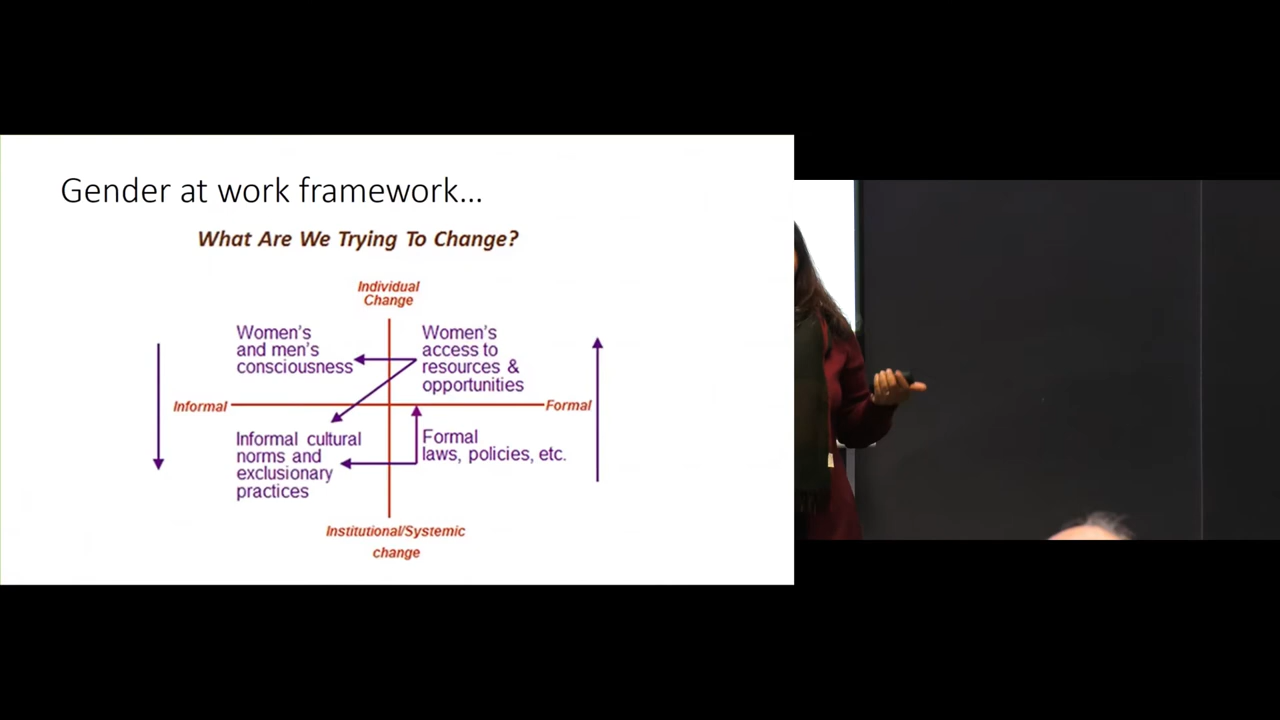 Gender at work framework...
What Are We Trying To Change?
Individual
Change
Women's
and men's
consciousness
Women's
access to
resources &
opportunities
Informal
Formal
Informal cultural
norms and
exclusionary
practices
Formal
laws, policies, etc.
Institutional/Systemic
change